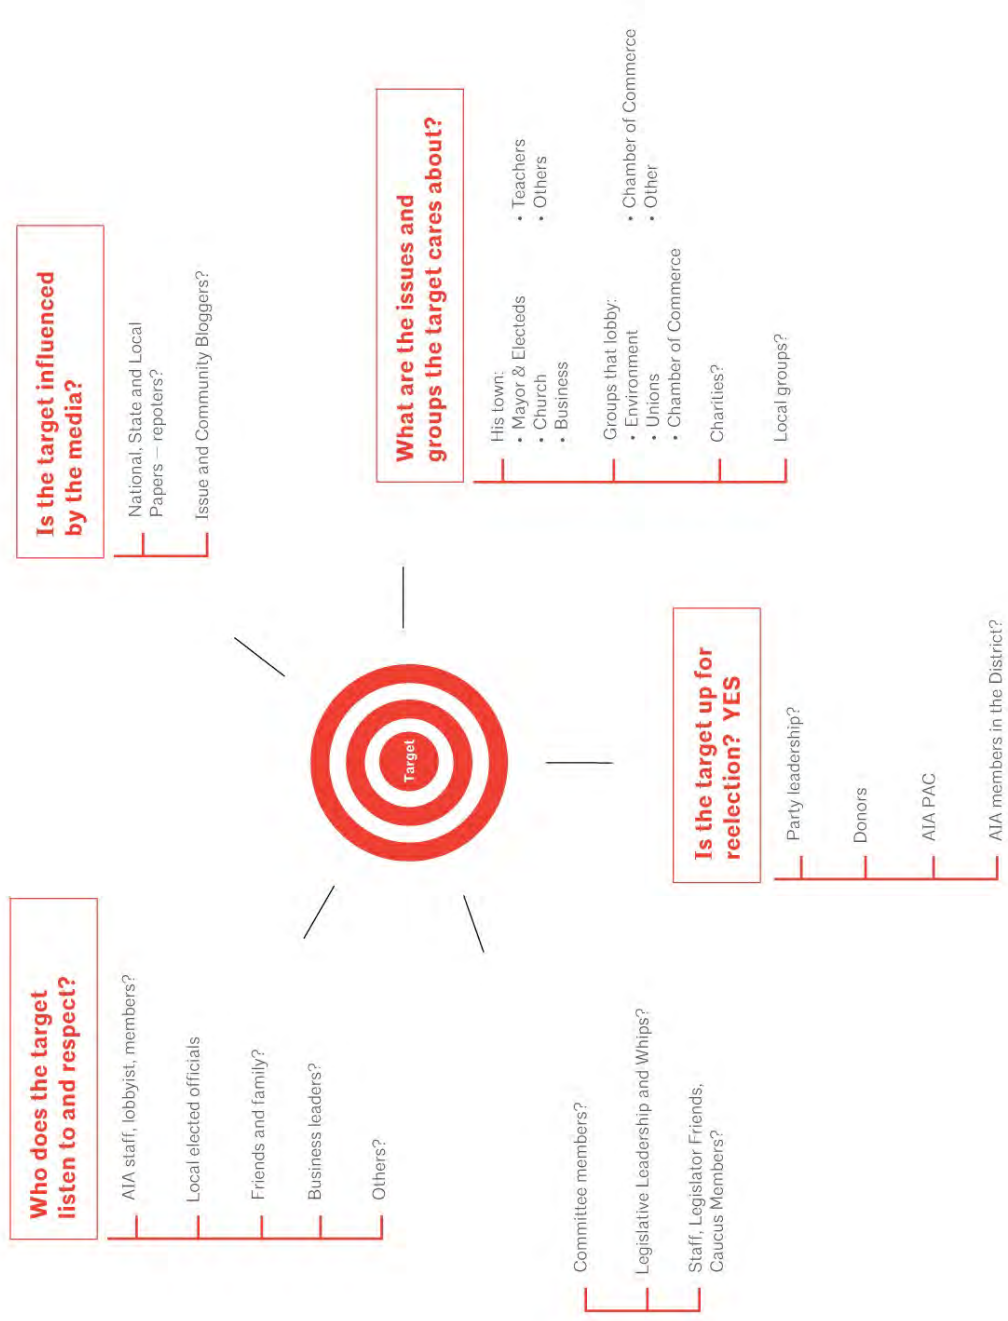 Who does the target
listen to and respect?
AIA staff, lobbyist, members?
Local elected officials
Friends and family?
Business leaders?
Others?
Is the target influenced
by the media?
National, State and Local
Papers – repoters?
Issue and Community Bloggers?
Target
What are the issues and
groups the target cares about?
His town:
• Mayor & Electeds
• Church
• Business
• Teachers
• Others
Groups that lobby:
• Environment
• Unions
• Chamber of Commerce
• Chamber of Commerce
• Other
Charities?
Local groups?
Committee members?
Legislative Leadership and Whips?
Staff, Legislator Friends,
Caucus Members?
Is the target up for
reelection? YES
Party leadership?
Donors
AIA PAC
AIA members in the District?